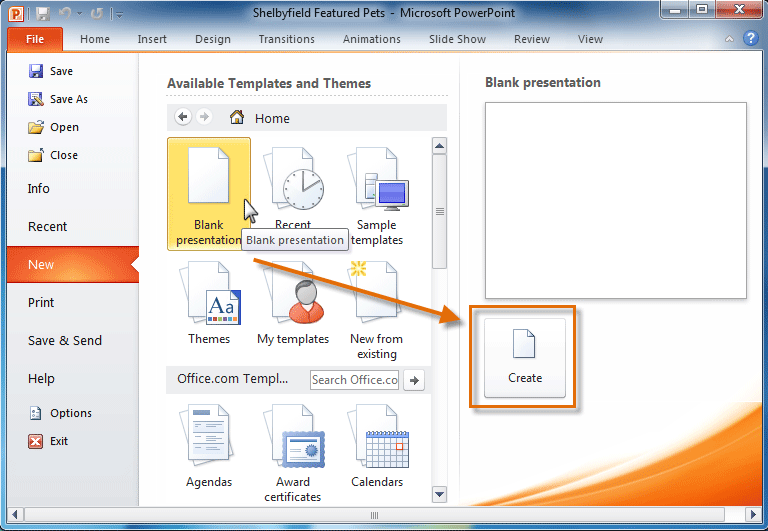 Shelbyfield Featured Pets - Microsoft PowerPoint
File Home Insert Design Transitions Animations Slide Show Review View
Save
Save As
Open
Close
Info
Recent
New
Print
Save & Send
Help
Options
Exit
Available Templates and Themes
Home
Blank
presentation
Recent
Sample
templates
Blank presentation
Themes
My templates
New from
existing
Office.com Templ...
Search Office.co
Agendas
Award
certificates
Calendars
Blank presentation
Create